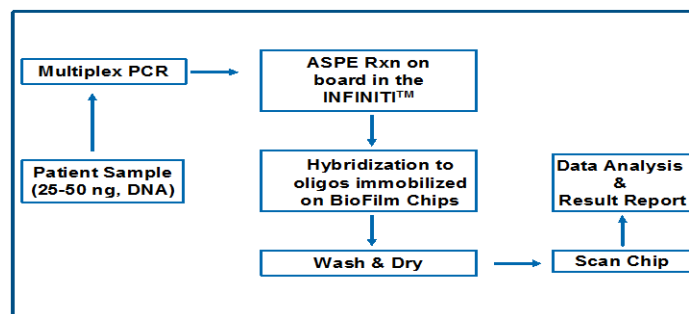 Multiplex PCR
Patient Sample
(25-50 ng, DNA)
ASPE Rxn on
board in the
INFINITI™
Hybridization to
oligos immobilized
on BioFilm Chips
Wash & Dry
Scan Chip
Data Analysis
&
Result Report